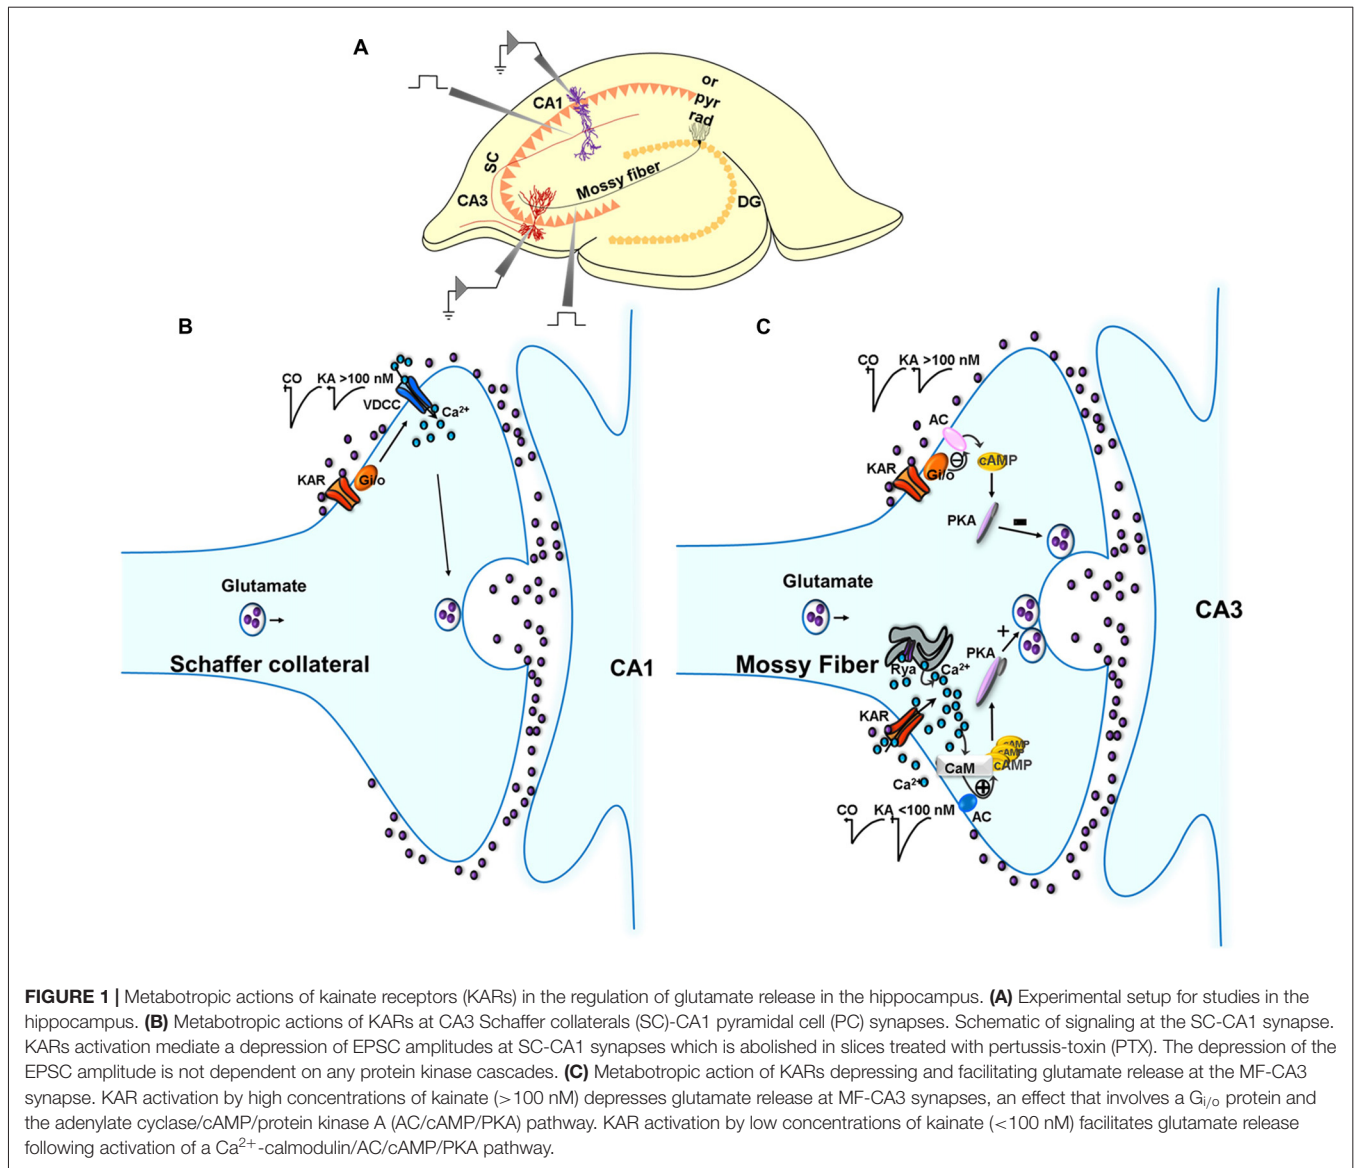 A
or
CA1
pyr
rad
SC
Mossy fiber
CA3
DG
B
CO
KA >100 nM
VDCC
Ca²⁺
KAR
Gi/o
Glutamate
Schaffer collateral
CA1
C
CO
KA >100 nM
AC
KAR
Gi/o
⊖
cAMP
PKA
-
Glutamate
CA3
+
Mossy Fiber
PKA
Rya
Ca²⁺
KAR
cAMP
cAMP
cAMP
CaM
Ca²⁺
⊕
CO
KA <100 nM
AC
FIGURE 1 | Metabotropic actions of kainate receptors (KARs) in the regulation of glutamate release in the hippocampus. (A) Experimental setup for studies in the
hippocampus. (B) Metabotropic actions of KARs at CA3 Schaffer collaterals (SC)-CA1 pyramidal cell (PC) synapses. Schematic of signaling at the SC-CA1 synapse.
KARs activation mediate a depression of EPSC amplitudes at SC-CA1 synapses which is abolished in slices treated with pertussis-toxin (PTX). The depression of the
EPSC amplitude is not dependent on any protein kinase cascades. (C) Metabotropic action of KARs depressing and facilitating glutamate release at the MF-CA3
synapse. KAR activation by high concentrations of kainate (>100 nM) depresses glutamate release at MF-CA3 synapses, an effect that involves a Gi/o protein and
the adenylate cyclase/cAMP/protein kinase A (AC/cAMP/PKA) pathway. KAR activation by low concentrations of kainate (<100 nM) facilitates glutamate release
following activation of a Ca²⁺-calmodulin/AC/cAMP/PKA pathway.